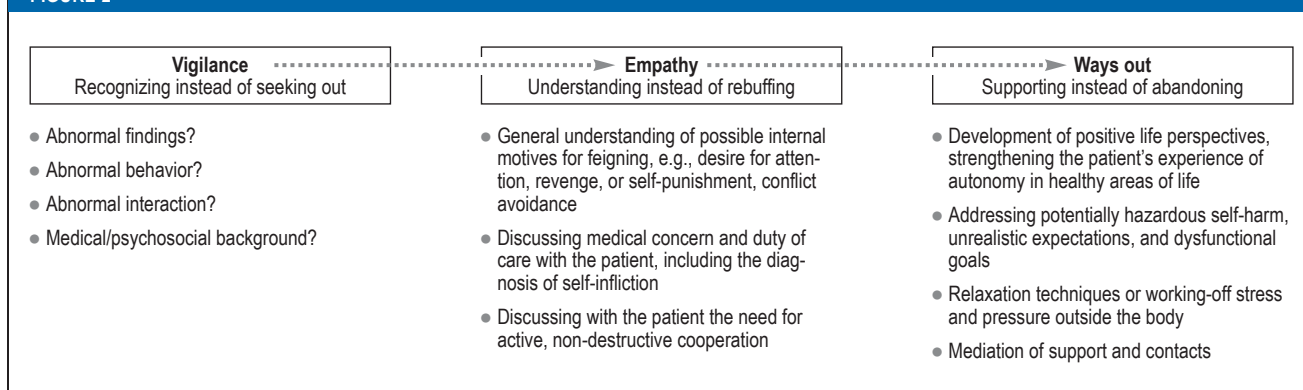 Vigilance
Recognizing instead of seeking out
• Abnormal findings?
• Abnormal behavior?
• Abnormal interaction?
• Medical/psychosocial background?
Empathy
Understanding instead of rebuffing
• General understanding of possible internal
motives for feigning, e.g., desire for atten-
tion, revenge, or self-punishment, conflict
avoidance
• Discussing medical concern and duty of
care with the patient, including the diag-
nosis of self-infliction
• Discussing with the patient the need for
active, non-destructive cooperation
Ways out
Supporting instead of abandoning
• Development of positive life perspectives,
strengthening the patient’s experience of
autonomy in healthy areas of life
• Addressing potentially hazardous self-harm,
unrealistic expectations, and dysfunctional
goals
• Relaxation techniques or working-off stress
and pressure outside the body
• Mediation of support and contacts